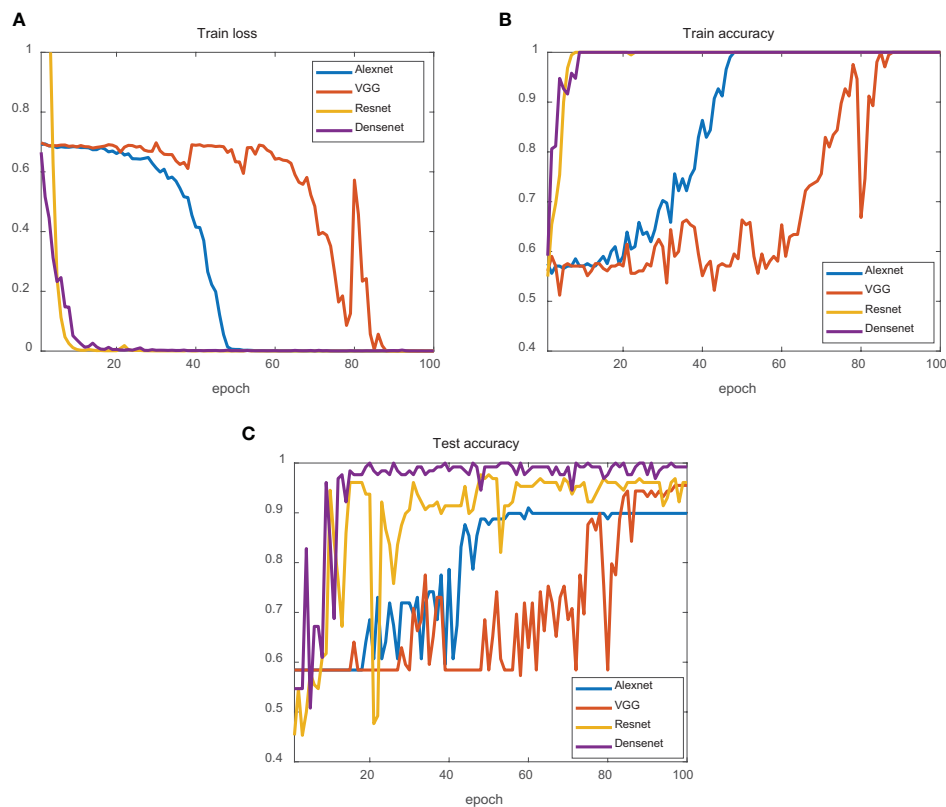 A
Train loss
1
0.8
0.6
0.4
0.2
0
20
40
60
80
100
epoch
Alexnet
VGG
Resnet
Densenet
B
Train accuracy
1
0.9
0.8
0.7
0.6
0.5
0.4
20
40
60
80
100
epoch
Alexnet
VGG
Resnet
Densenet
C
Test accuracy
1
0.9
0.8
0.7
0.6
0.5
0.4
20
40
60
80
100
epoch
Alexnet
VGG
Resnet
Densenet